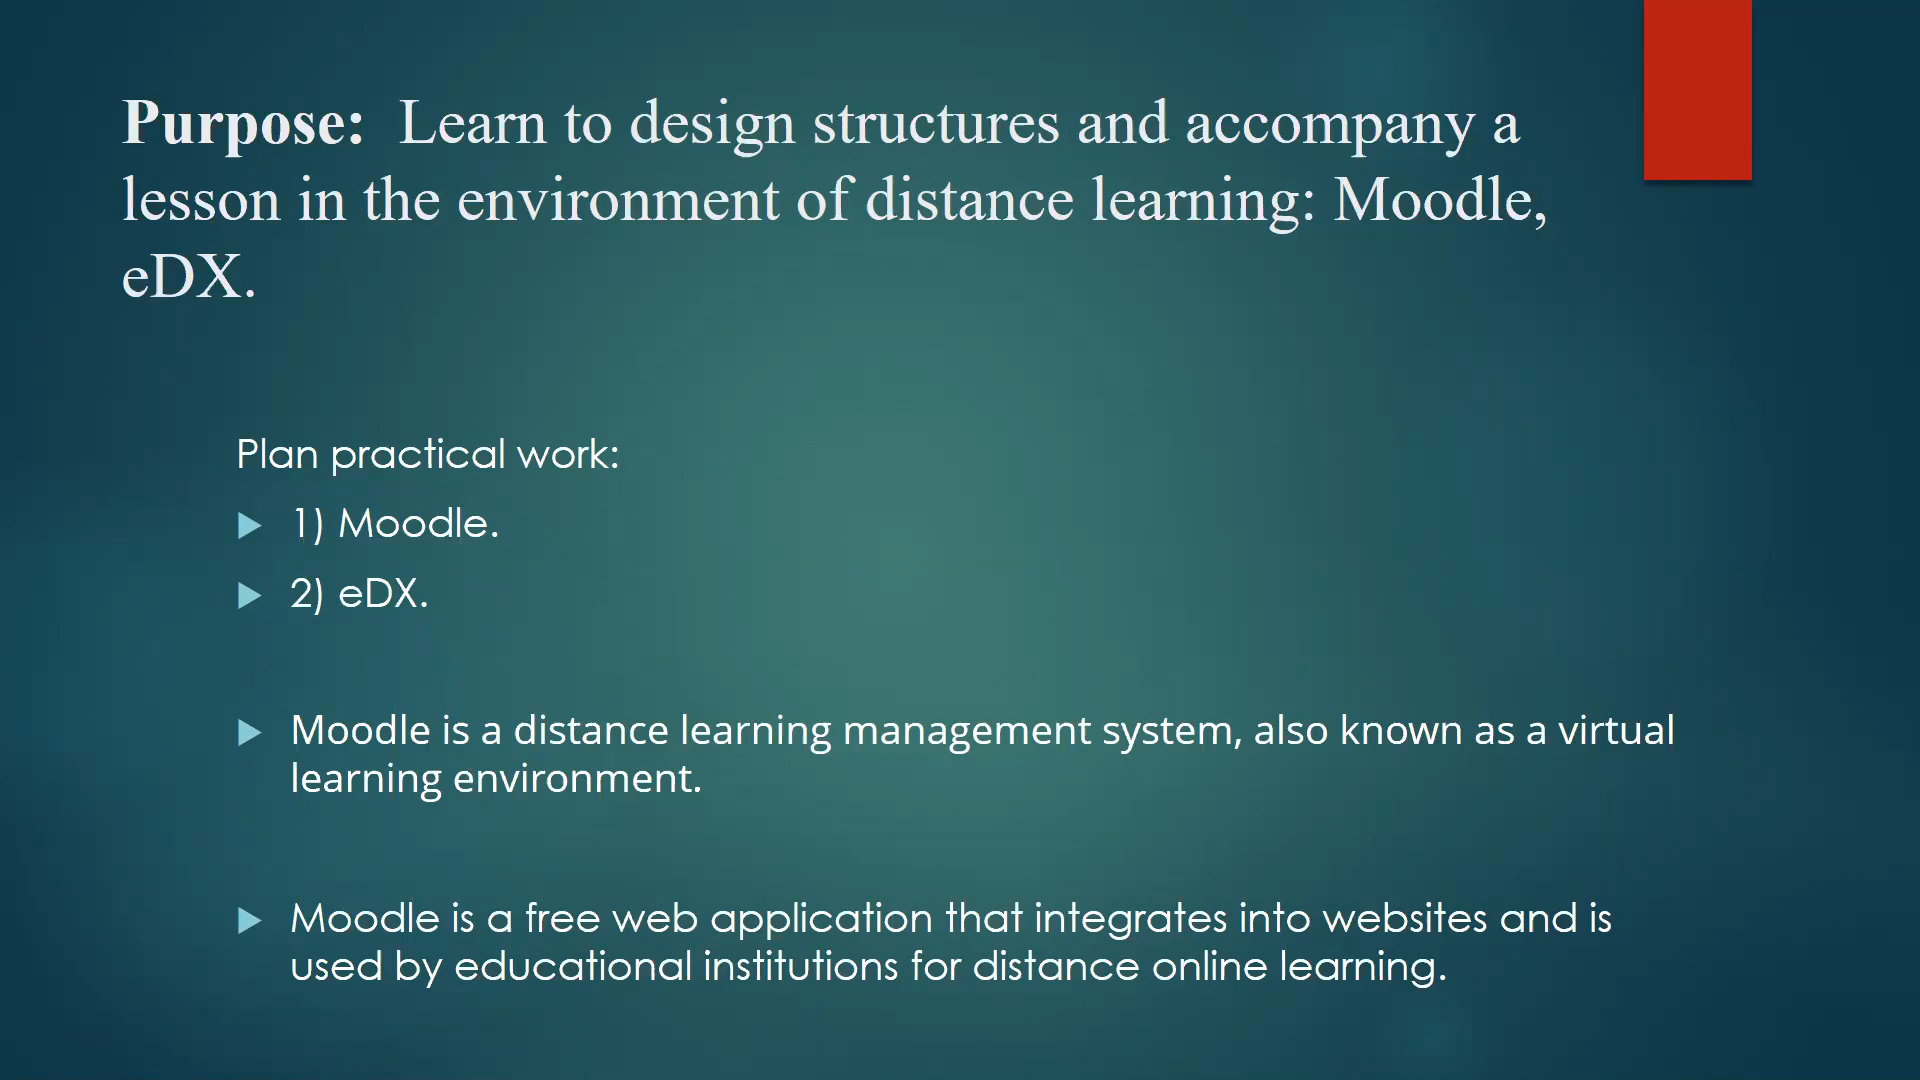 Purpose: Learn to design structures and accompany a
lesson in the environment of distance learning: Moodle,
eDX.
Plan practical work:
1) Moodle.
2) eDX.
Moodle is a distance learning management system, also known as a virtual
learning environment.
Moodle is a free web application that integrates into websites and is
used by educational institutions for distance online learning.